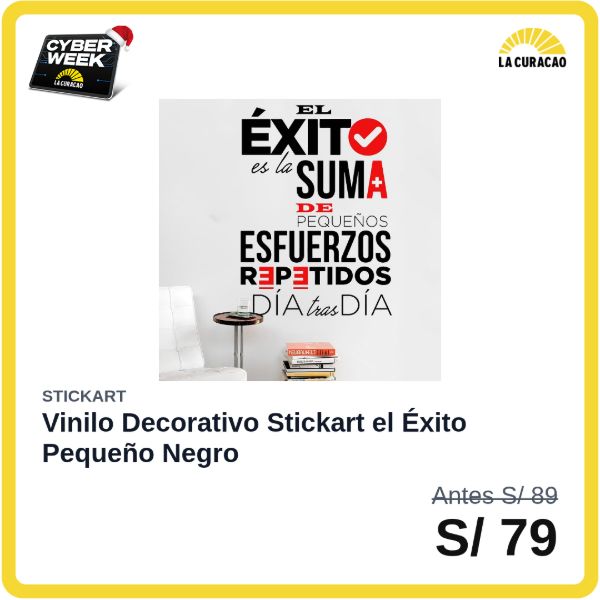 CYBER
WEEK
LA CURACAO
LA CURACAO
EL
ÉXITO
es la
SUMA
DE
PEQUEÑOS
ESFUERZOS
REPETIDOS
DÍA tras DÍA
STICKART
Vinilo Decorativo Stickart el Éxito
Pequeño Negro
Antes S/ 89
S/ 79